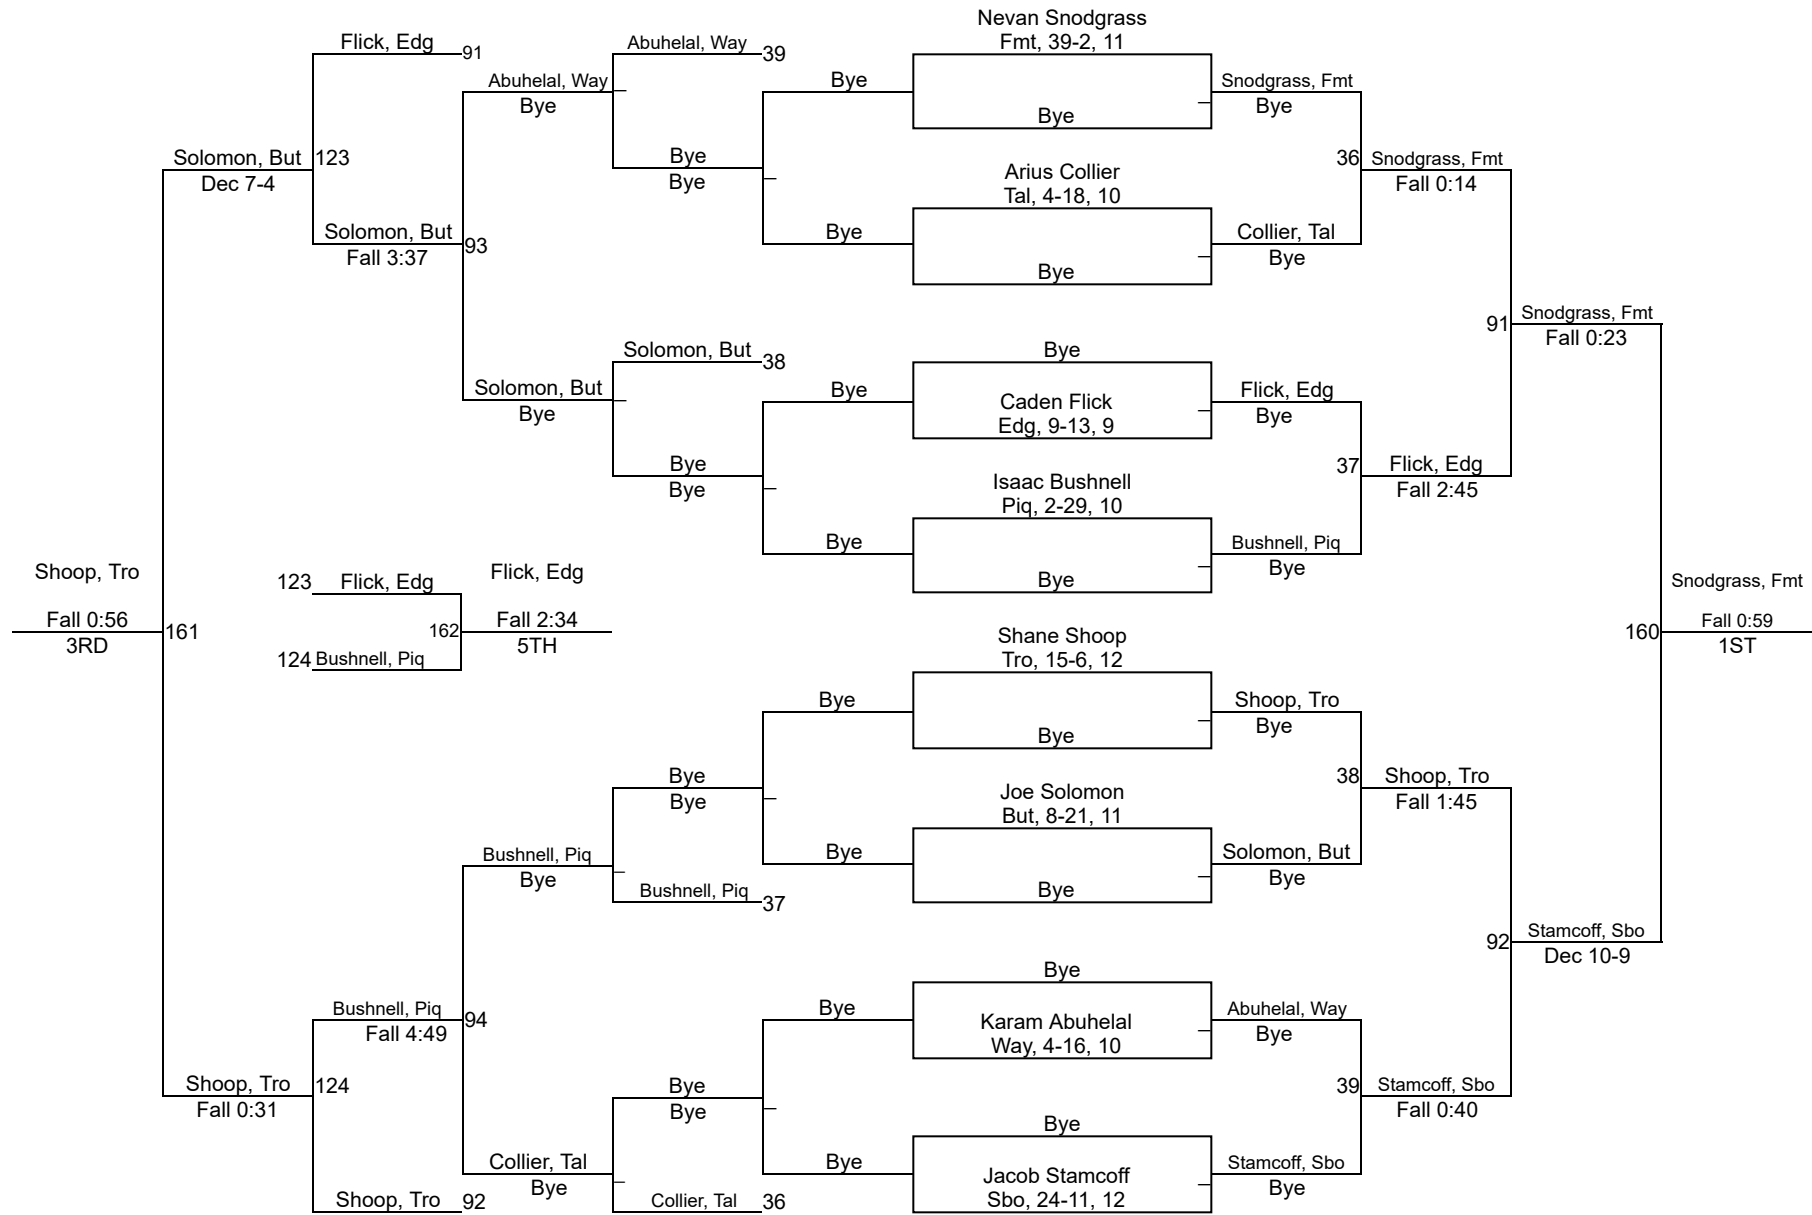 Nevan Snodgrass
Fmt, 39-2, 11
Flick, Edg
91
Abuhelal, Way
39
Abuhelal, Way
Bye
Bye
Snodgrass, Fmt
Bye
Bye
Solomon, But
123
Dec 7-4
Bye
Bye
Arius Collier
Tal, 4-18, 10
36
Snodgrass, Fmt
Fall 0:14
Solomon, But
93
Fall 3:37
Bye
Bye
Collier, Tal
Bye
Solomon, But
38
Bye
91
Snodgrass, Fmt
Fall 0:23
Solomon, But
Bye
Bye
Caden Flick
Edg, 9-13, 9
Flick, Edg
Bye
Bye
Bye
Isaac Bushnell
Piq, 2-29, 10
37
Flick, Edg
Fall 2:45
Bye
Bye
Bushnell, Piq
Bye
Shoop, Tro
Fall 0:56
3RD
161
123
Flick, Edg
124
Bushnell, Piq
162
Flick, Edg
Fall 2:34
5TH
Snodgrass, Fmt
160
Fall 0:59
1ST
Shane Shoop
Tro, 15-6, 12
Bye
Bye
Shoop, Tro
Bye
Bye
Bye
Joe Solomon
But, 8-21, 11
38
Shoop, Tro
Fall 1:45
Bushnell, Piq
Bye
Bushnell, Piq
37
Bye
Bye
Solomon, But
Bye
92
Stamcoff, Sbo
Dec 10-9
Bye
Bushnell, Piq
94
Fall 4:49
Bye
Karam Abuhelal
Way, 4-16, 10
Abuhelal, Way
Bye
Shoop, Tro
124
Fall 0:31
Bye
Bye
39
Stamcoff, Sbo
Fall 0:40
Bye
Collier, Tal
Bye
Bye
Jacob Stamcoff
Sbo, 24-11, 12
Stamcoff, Sbo
Bye
Shoop, Tro
92
Collier, Tal
36